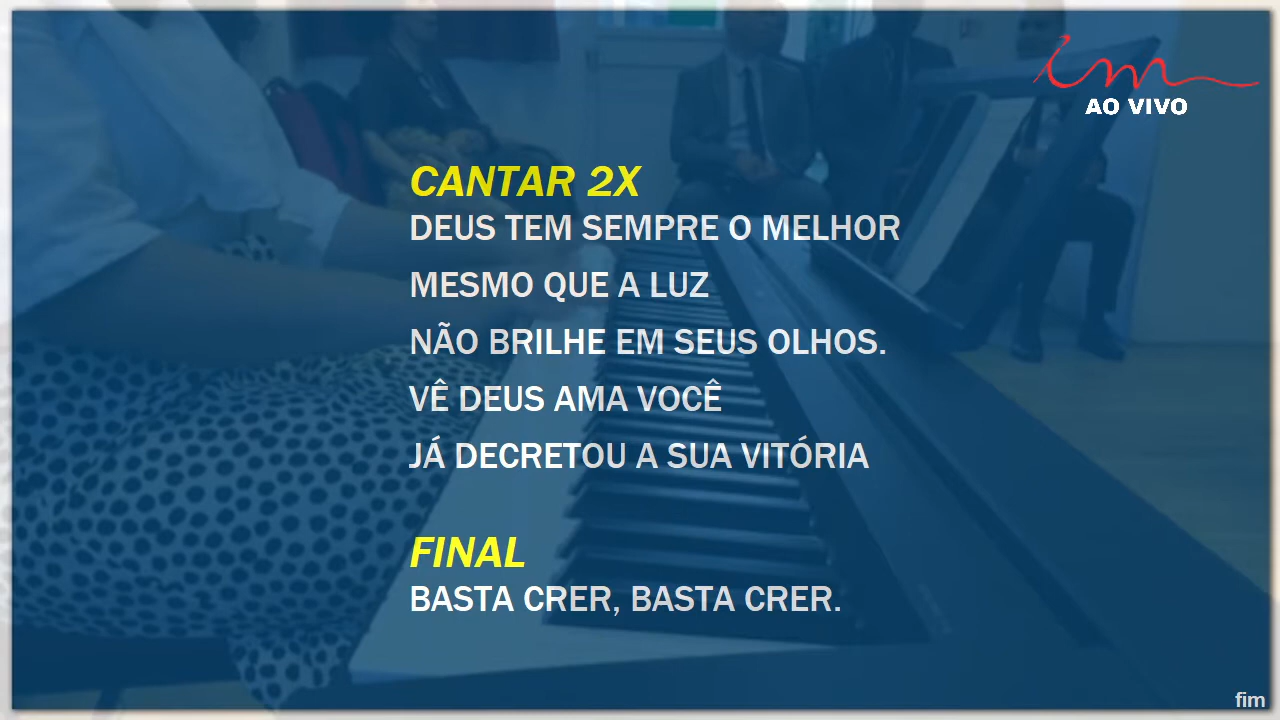 im
AO VIVO
CANTAR 2X
DEUS TEM SEMPRE O MELHOR
MESMO QUE A LUZ
NÃO BRILHE EM SEUS OLHOS.
VÊ DEUS AMA VOCÊ
JÁ DECRETOU A SUA VITÓRIA
FINAL
BASTA CRER, BASTA CRER.
fim